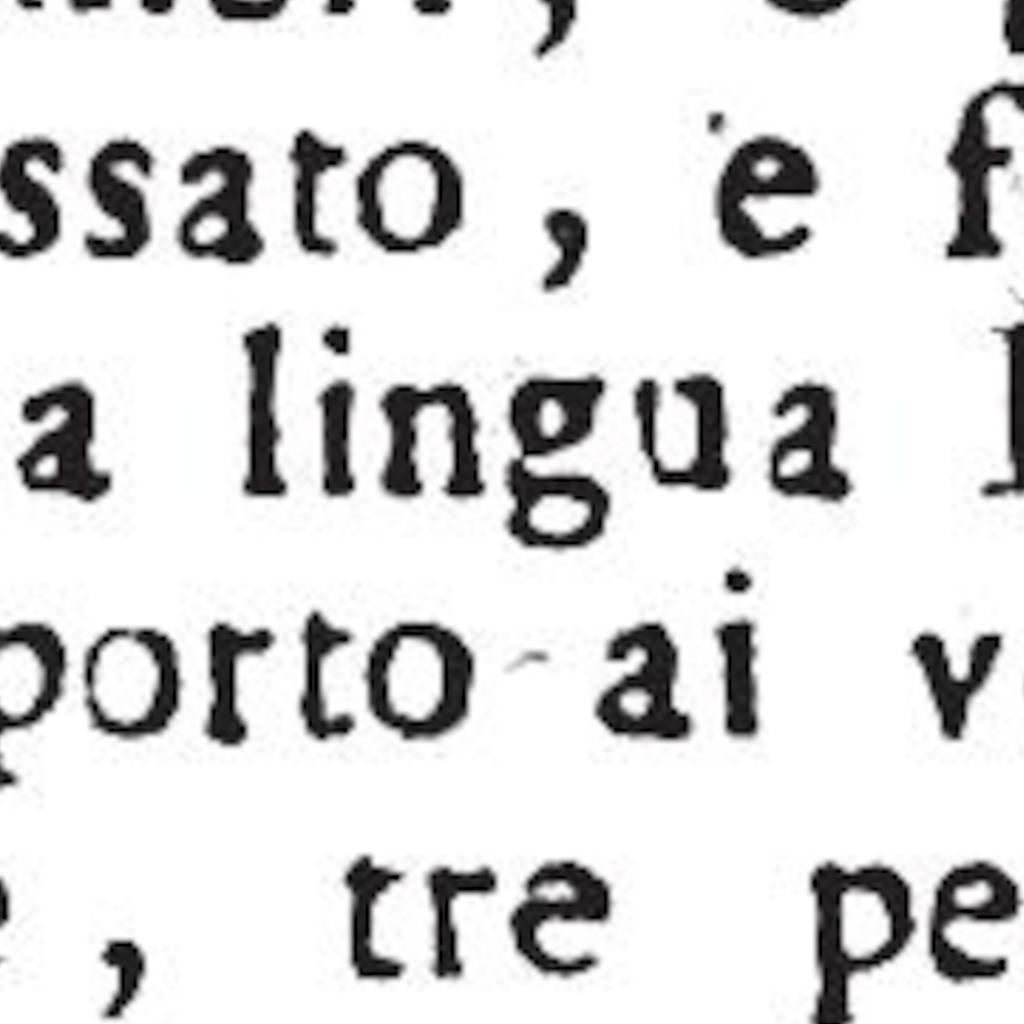 ssato, e f
a lingua l
porto ai v
, tre pe